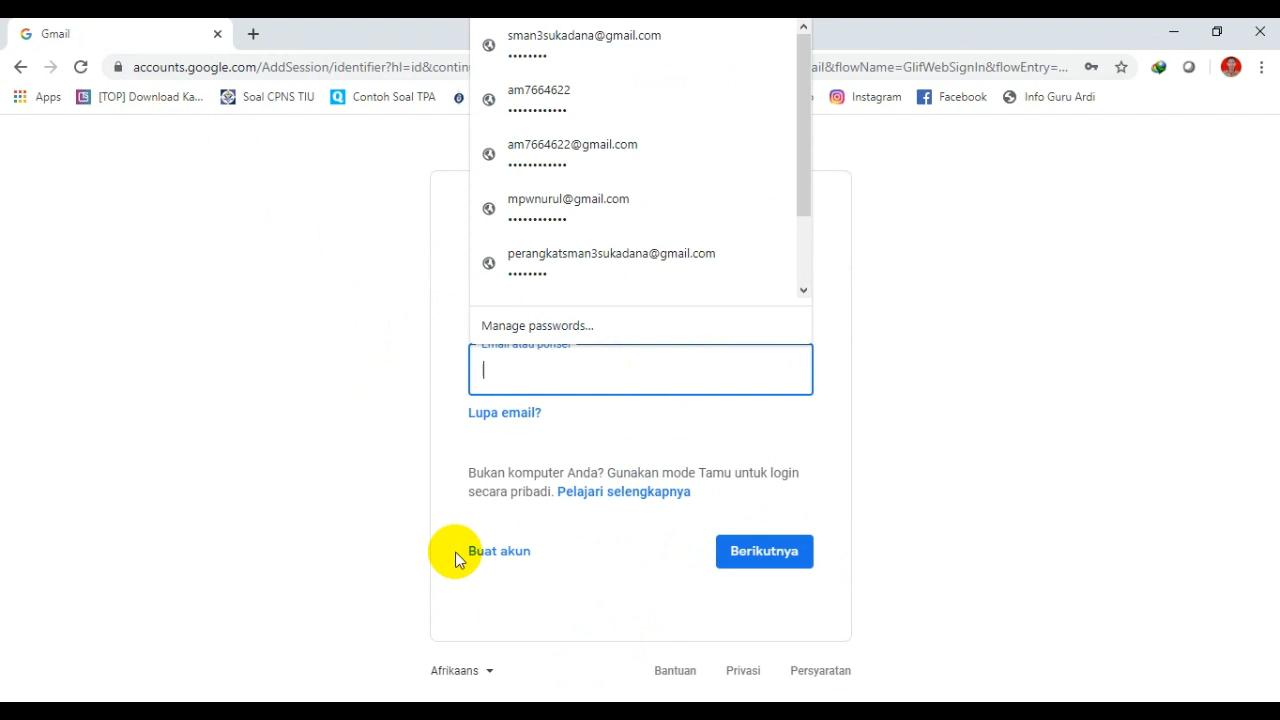 Gmail
accounts.google.com/AddSession/identifier?hl=id&continu
ail&flowName=GlifWebSignIn&flowEntry=...
Apps
[TOP] Download Ka...
Soal CPNS TIU
Contoh Soal TPA
Instagram
Facebook
Info Guru Ardi
sman3sukadana@gmail.com
••••••••
am7664622
••••••••••••
am7664622@gmail.com
••••••••••••
mpwnurul@gmail.com
••••••••••••
perangkatsman3sukadana@gmail.com
••••••••
Manage passwords...
Email atau ponsel
Lupa email?
Bukan komputer Anda? Gunakan mode Tamu untuk login
secara pribadi. Pelajari selengkapnya
Buat akun
Berikutnya
Afrikaans
Bantuan
Privasi
Persyaratan